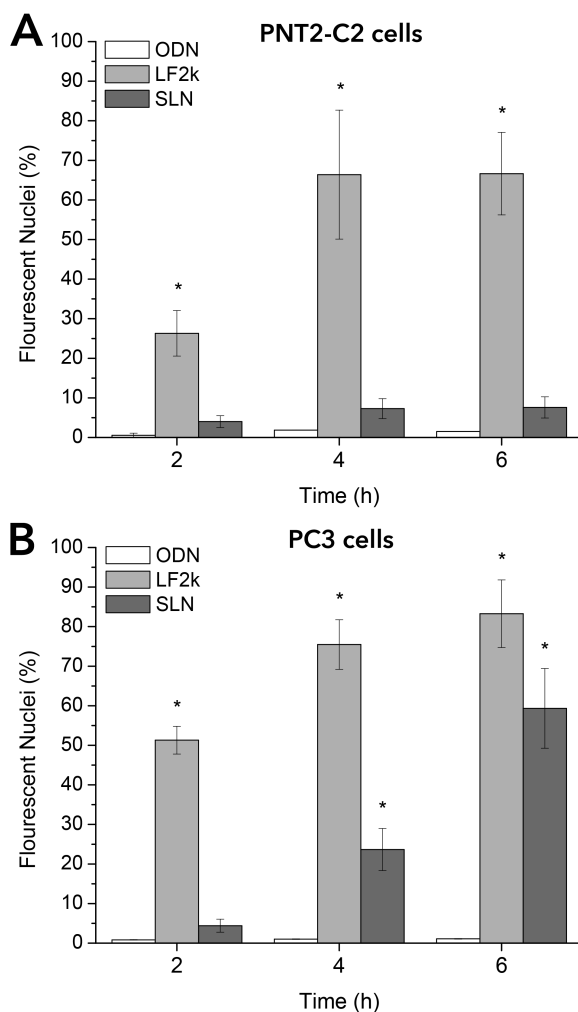 A
PNT2-C2 cells
ODN
LF2k
SLN
100
90
80
70
60
50
40
30
20
10
0
Flourescent Nuclei (%)
*
*
*
2
4
6
Time (h)
B
PC3 cells
ODN
LF2k
SLN
100
90
80
70
60
50
40
30
20
10
0
Flourescent Nuclei (%)
*
*
*
*
*
2
4
6
Time (h)